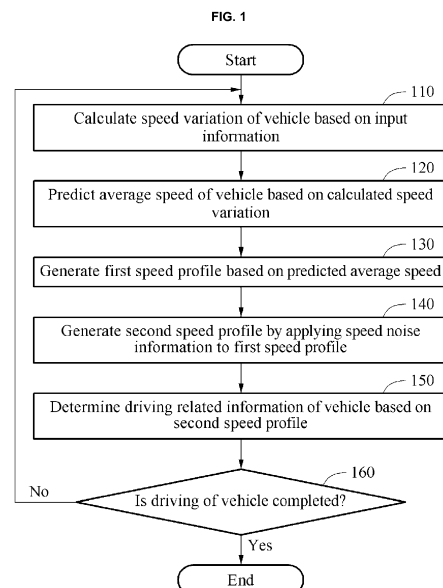 FIG. 1
Start
110
Calculate speed variation of vehicle based on input
information
120
Predict average speed of vehicle based on calculated speed
variation
130
Generate first speed profile based on predicted average speed
140
Generate second speed profile by applying speed noise
information to first speed profile
150
Determine driving related information of vehicle based on
second speed profile
160
No
Is driving of vehicle completed?
Yes
End